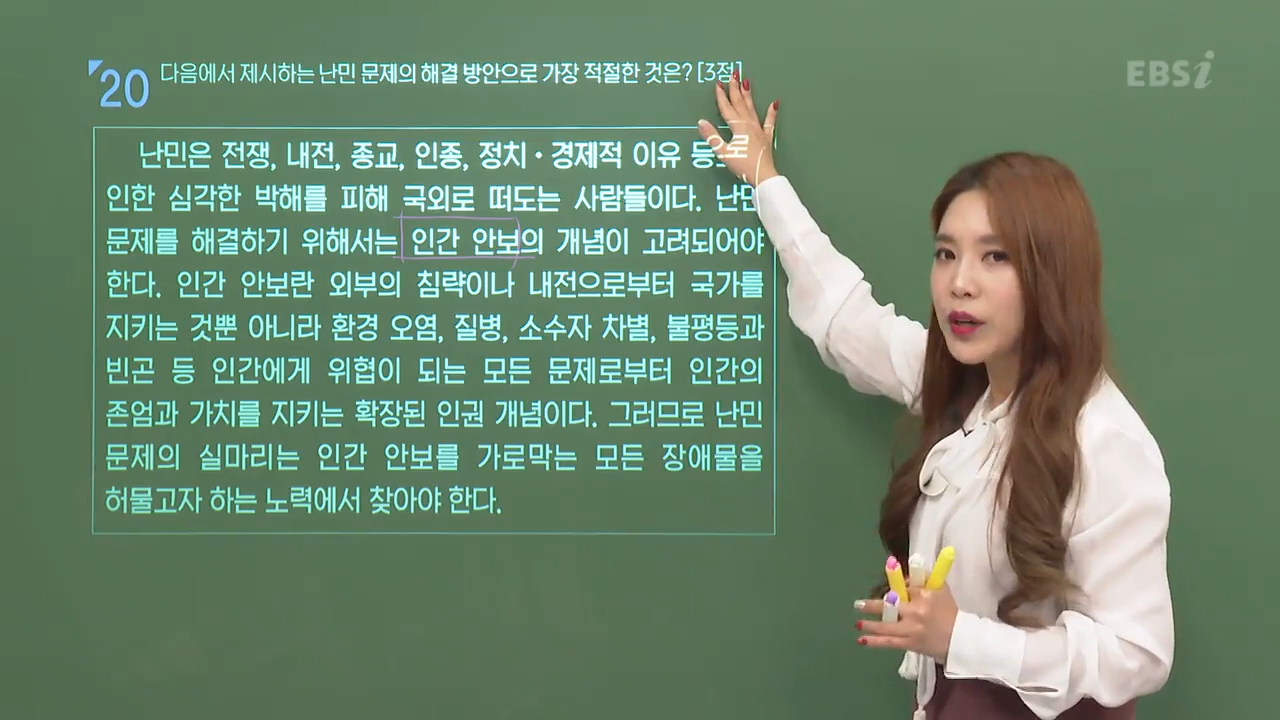 20 다음에서 제시하는 난민 문제의 해결 방안으로 가장 적절한 것은? [3점]
EBSi
난민은 전쟁, 내전, 종교, 인종, 정치·경제적 이유 등으로
인한 심각한 박해를 피해 국외로 떠도는 사람들이다. 난민
문제를 해결하기 위해서는 인간 안보의 개념이 고려되어야
한다. 인간 안보란 외부의 침략이나 내전으로부터 국가를
지키는 것뿐 아니라 환경 오염, 질병, 소수자 차별, 불평등과
빈곤 등 인간에게 위협이 되는 모든 문제로부터 인간의
존엄과 가치를 지키는 확장된 인권 개념이다. 그러므로 난민
문제의 실마리는 인간 안보를 가로막는 모든 장애물을
허물고자 하는 노력에서 찾아야 한다.